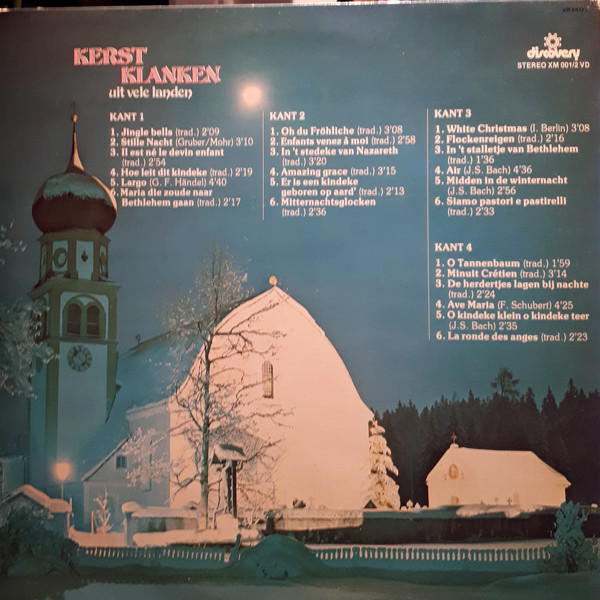 KERST
KLANKEN
uit vele landen
discovery
STEREO XM 001/2 VD
KANT 1
1. Jingle bells (trad.) 2'09
2. Stille Nacht (Gruber/Mohr) 3'10
3. Il est né le devin enfant
(trad.) 2'54
4. Hoe leit dit kindeke (trad.) 2'19
5. Largo (G. F. Händel) 4'40
6. Maria die zoude naar
Bethlehem gaan (trad.) 2'17
KANT 2
1. Oh du Fröhliche (trad.) 3'08
2. Enfants venez à moi (trad.) 2'58
3. In 't stedeke van Nazareth
(trad.) 3'20
4. Amazing grace (trad.) 3'15
5. Er is een kindeke
geboren op aard' (trad.) 2'13
6. Mitternachtsglocken
(trad.) 2'36
KANT 3
1. White Christmas (I. Berlin) 3'08
2. Flockenreigen (trad.) 2'16
3. In 't stalletje van Bethlehem
(trad.) 1'36
4. Air (J.S. Bach) 4'36
5. Midden in de winternacht
(J.S. Bach) 2'56
6. Siamo pastori e pastirelli
(trad.) 2'33
KANT 4
1. O Tannenbaum (trad.) 1'59
2. Minuit Crétien (trad.) 3'14
3. De herdertjes lagen bij nachte
(trad.) 2'24
4. Ave Maria (F. Schubert) 4'25
5. O kindeke klein o kindeke teer
(J.S. Bach) 2'35
6. La ronde des anges (trad.) 2'23